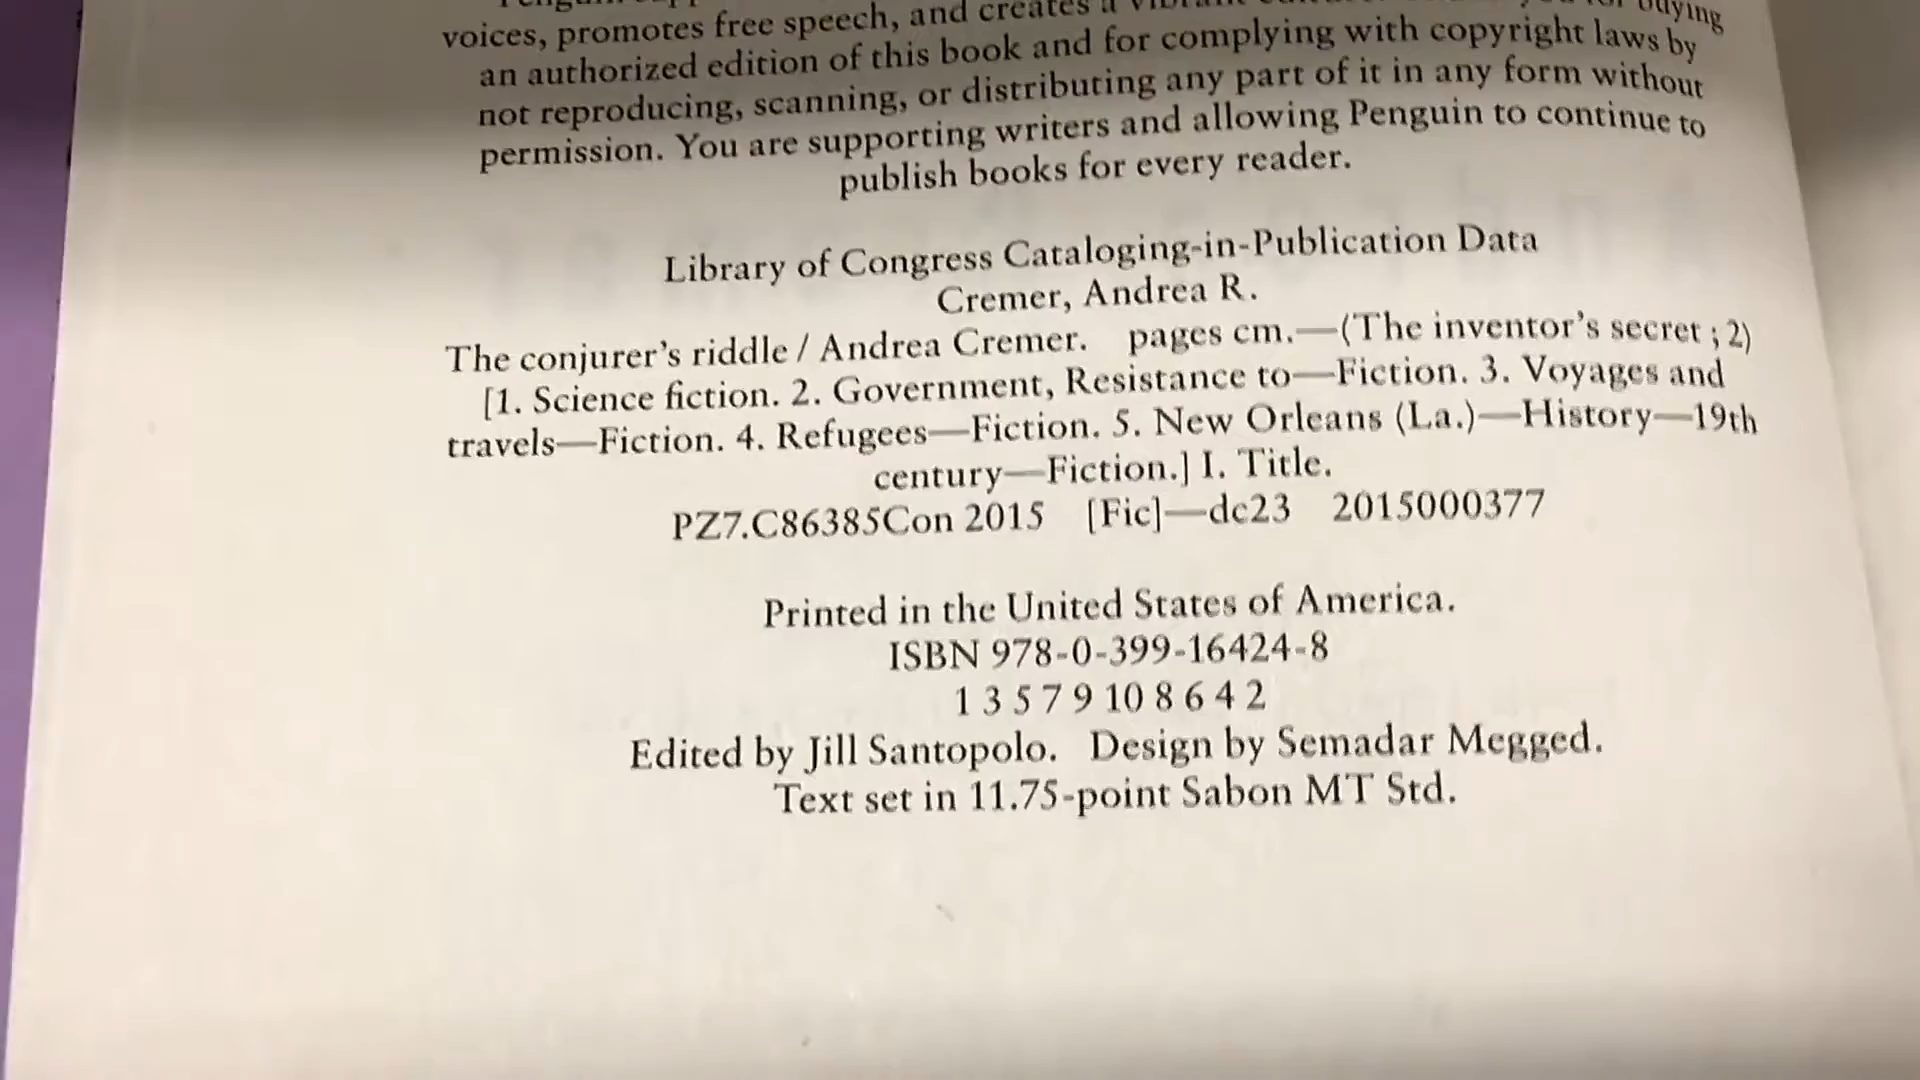 voices, promotes free speech, and creates a buying
an authorized edition of this book and for complying with copyright laws by
not reproducing, scanning, or distributing any part of it in any form without
permission. You are supporting writers and allowing Penguin to continue to
publish books for every reader.
Library of Congress Cataloging-in-Publication Data
Cremer, Andrea R.
The conjurer's riddle / Andrea Cremer. pages cm.—(The inventor's secret ; 2)
[1. Science fiction. 2. Government, Resistance to—Fiction. 3. Voyages and
travels—Fiction. 4. Refugees—Fiction. 5. New Orleans (La.)—History—19th
century—Fiction.] I. Title.
PZ7.C86385Con 2015 [Fic]—dc23 2015000377
Printed in the United States of America.
ISBN 978-0-399-16424-8
1 3 5 7 9 10 8 6 4 2
Edited by Jill Santopolo. Design by Semadar Megged.
Text set in 11.75-point Sabon MT Std.